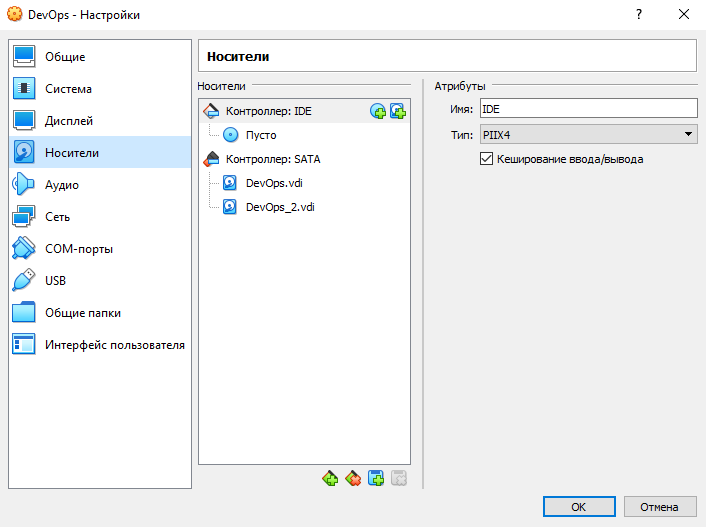 DevOps - Настройки
?
Общие
Система
Дисплей
Носители
Аудио
Сеть
COM-порты
USB
Общие папки
Интерфейс пользователя
Носители
Носители
Контроллер: IDE
Пусто
Контроллер: SATA
DevOps.vdi
DevOps_2.vdi
Атрибуты
Имя: IDE
Тип: PIIX4
Кеширование ввода/вывода
OK
Отмена